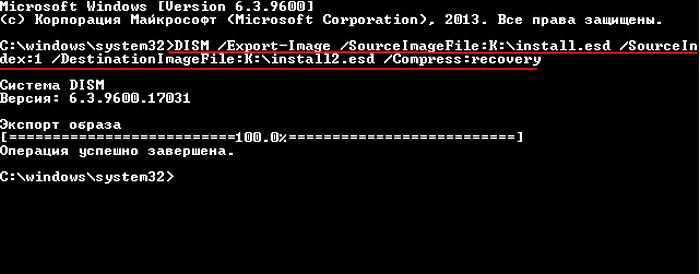 Microsoft Windows [Version 6.3.9600]
(c) Корпорация Майкрософт (Microsoft Corporation), 2013. Все права защищены.
C:\windows\system32>DISM /Export-Image /SourceImageFile:K:\install.esd /SourceIn
dex:1 /DestinationImageFile:K:\install2.esd /Compress:recovery
Cистема DISM
Версия: 6.3.9600.17031
Экспорт образа
[==========================100.0%==========================]
Операция успешно завершена.
C:\windows\system32>